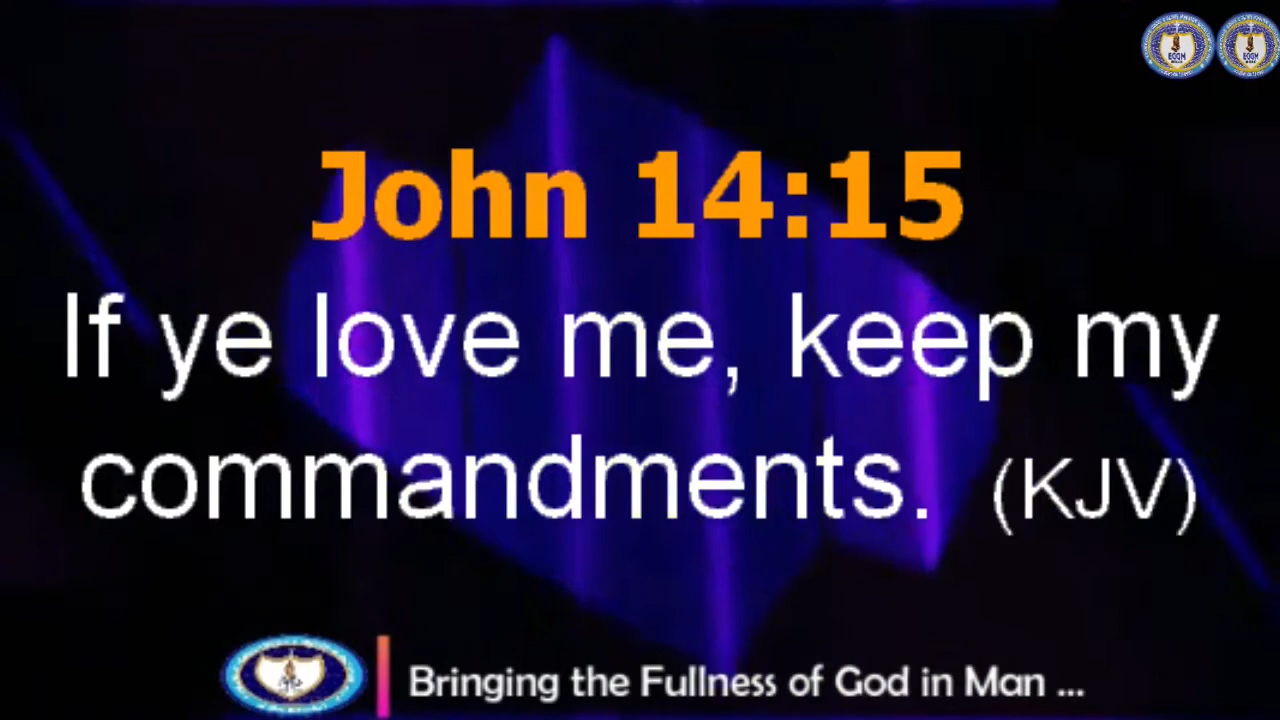 John 14:15
If ye love me, keep my
commandments. (KJV)
Bringing the Fullness of God in Man ...